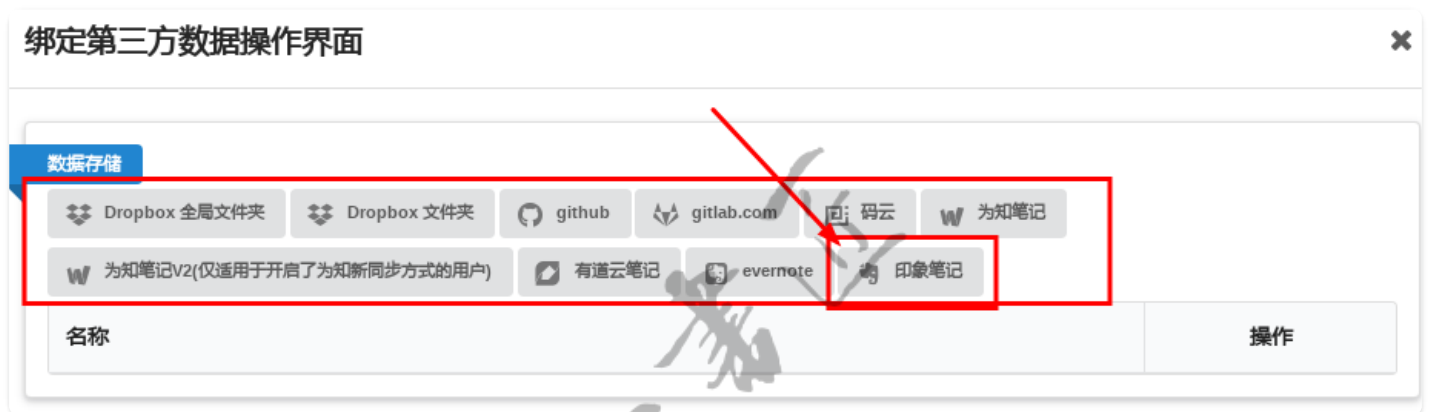 绑定第三方数据操作界面
数据存储
Dropbox 全局文件夹 Dropbox 文件夹 github gitlab.com 码云 为知笔记
为知笔记V2(仅适用于开启了为知新同步方式的用户) 有道云笔记 evernote 印象笔记
名称 操作